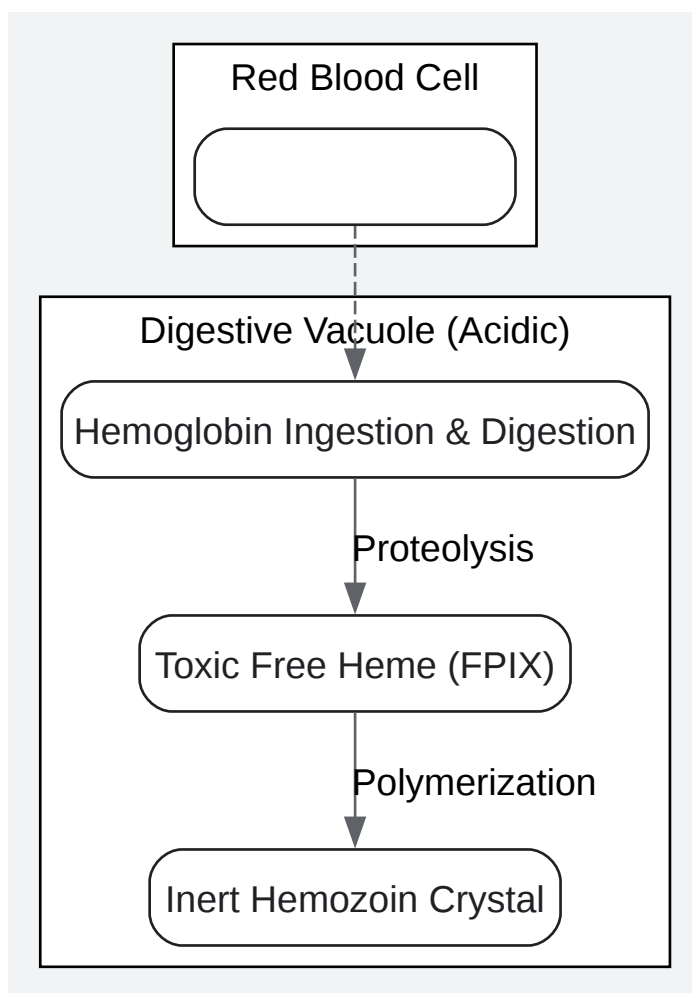 Red Blood Cell
Digestive Vacuole (Acidic)
Hemoglobin Ingestion & Digestion
Proteolysis
Toxic Free Heme (FPIX)
Polymerization
Inert Hemozoin Crystal